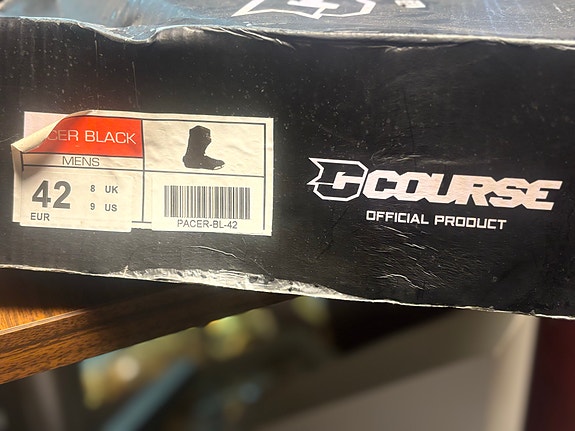 CER BLACK
MENS
42
EUR
8 UK
9 US
PACER-BL-42
COURSE
OFFICIAL PRODUCT